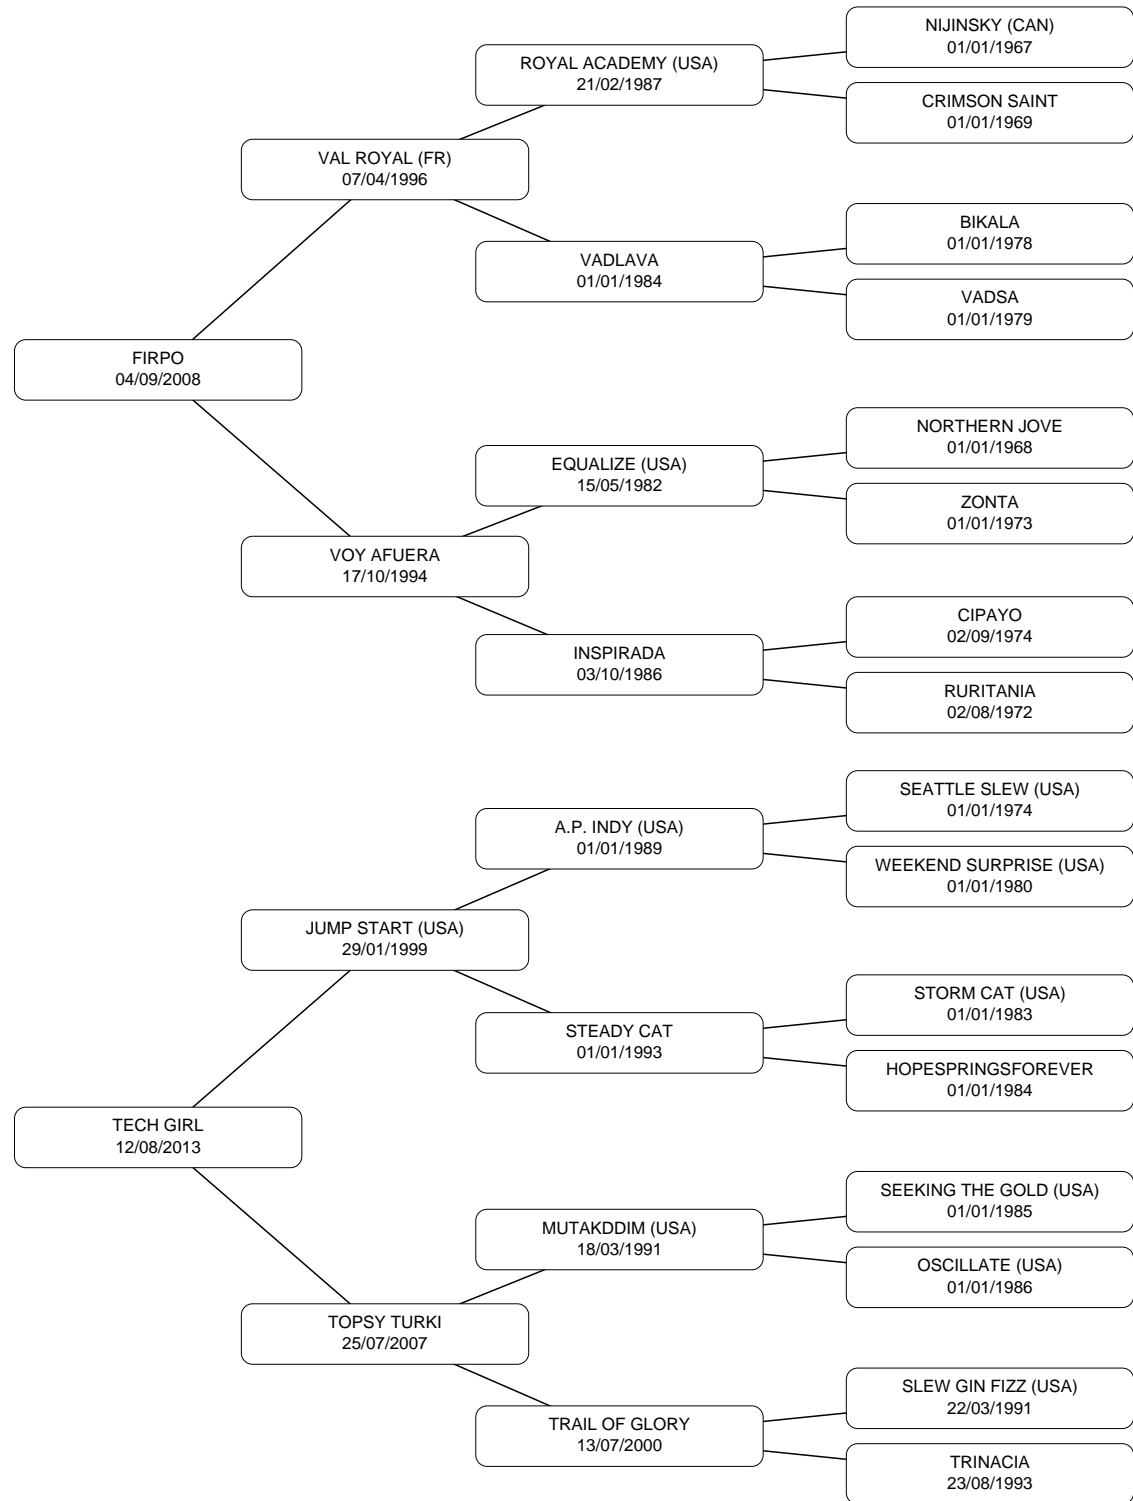 NIJINSKY (CAN)
01/01/1967
ROYAL ACADEMY (USA)
21/02/1987
CRIMSON SAINT
01/01/1969
VAL ROYAL (FR)
07/04/1996
BIKALA
01/01/1978
VADLAVA
01/01/1984
VADSA
01/01/1979
FIRPO
04/09/2008
NORTHERN JOVE
01/01/1968
EQUALIZE (USA)
15/05/1982
ZONTA
01/01/1973
VOY AFUERA
17/10/1994
CIPAYO
02/09/1974
INSPIRADA
03/10/1986
RURITANIA
02/08/1972
SEATTLE SLEW (USA)
01/01/1974
A.P. INDY (USA)
01/01/1989
WEEKEND SURPRISE (USA)
01/01/1980
JUMP START (USA)
29/01/1999
STORM CAT (USA)
01/01/1983
STEADY CAT
01/01/1993
HOPESPRINGSFOREVER
01/01/1984
TECH GIRL
12/08/2013
SEEKING THE GOLD (USA)
01/01/1985
MUTAKDDIM (USA)
18/03/1991
OSCILLATE (USA)
01/01/1986
TOPSY TURKI
25/07/2007
SLEW GIN FIZZ (USA)
22/03/1991
TRAIL OF GLORY
13/07/2000
TRINACIA
23/08/1993